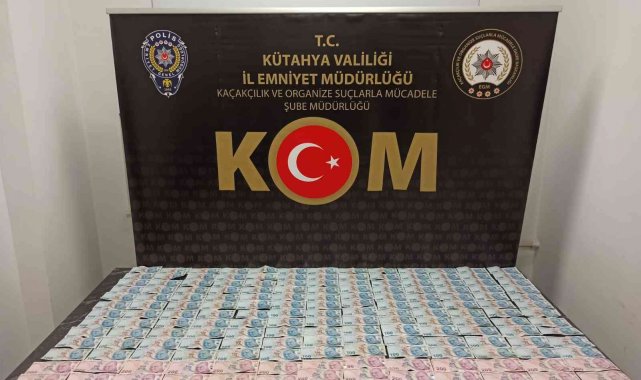 POLİS
T.C.
KÜTAHYA VALİLİĞİ
İL EMNİYET MÜDÜRLÜĞÜ
KAÇAKÇILIK VE ORGANİZE SUÇLARLA MÜCADELE
ŞUBE MÜDÜRLÜĞÜ
EGM
KOM